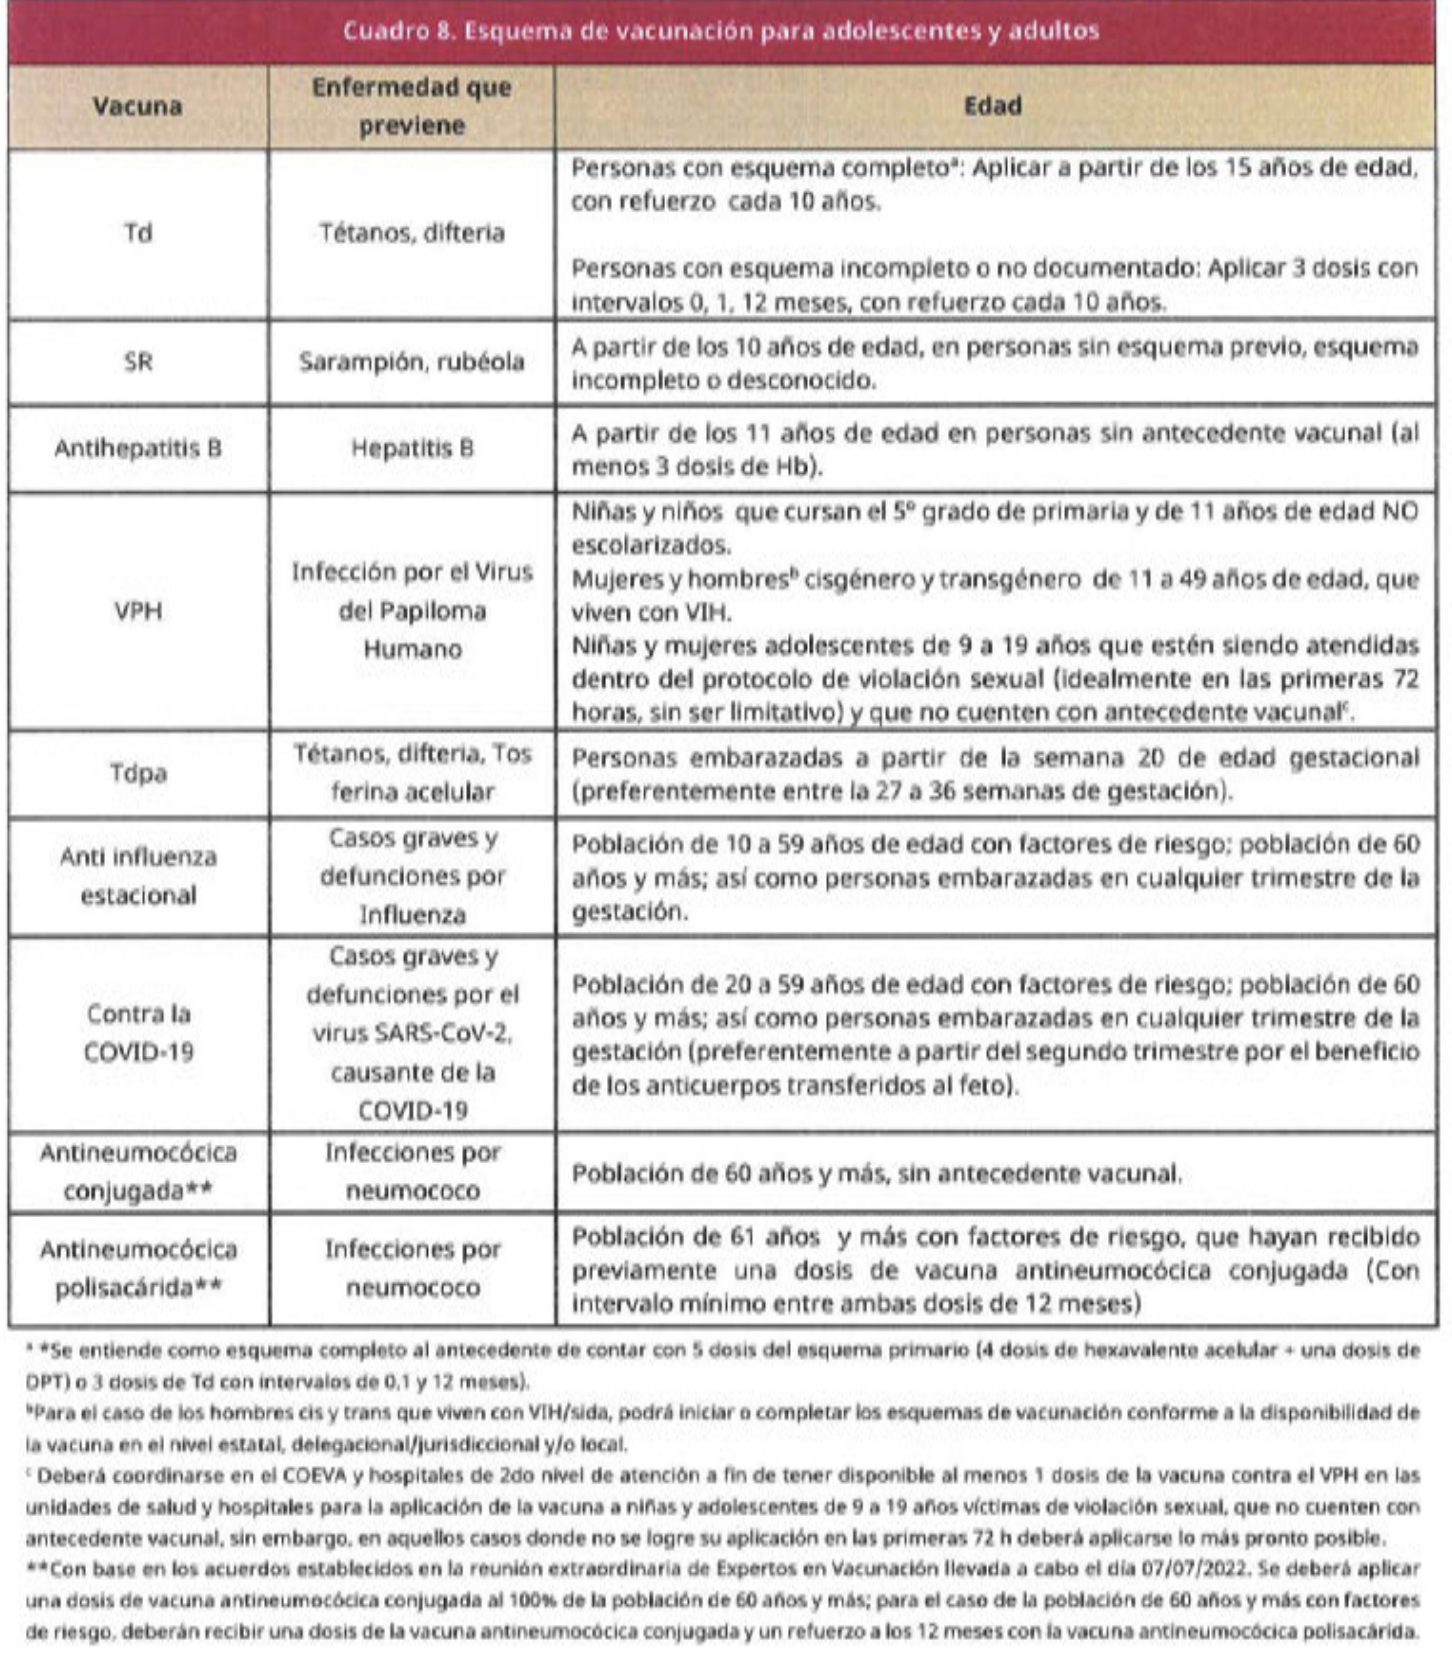 Cuadro 8. Esquema de vacunación para adolescentes y adultos
Vacuna
Enfermedad que
previene
Edad
Td
Tétanos, difteria
Personas con esquema completoª: Aplicar a partir de los 15 años de edad,
con refuerzo cada 10 años.
Personas con esquema incompleto o no documentado: Aplicar 3 dosis con
intervalos 0, 1, 12 meses, con refuerzo cada 10 años.
SR
Sarampión, rubéola
A partir de los 10 años de edad, en personas sin esquema previo, esquema
incompleto o desconocido.
Antihepatitis B
Hepatitis B
A partir de los 11 años de edad en personas sin antecedente vacunal (al
menos 3 dosis de Hb).
VPH
Infección por el Virus
del Papiloma
Humano
Niñas y niños que cursan el 5º grado de primaria y de 11 años de edad NO
escolarizados.
Mujeres y hombresᵇ cisgénero y transgénero de 11 a 49 años de edad, que
viven con VIH.
Niñas y mujeres adolescentes de 9 a 19 años que estén siendo atendidas
dentro del protocolo de violación sexual (idealmente en las primeras 72
horas, sin ser limitativo) y que no cuenten con antecedente vacunalᶜ.
Tdpa
Tétanos, difteria, Tos
ferina acelular
Personas embarazadas a partir de la semana 20 de edad gestacional
(preferentemente entre la 27 a 36 semanas de gestación).
Anti influenza
estacional
Casos graves y
defunciones por
Influenza
Población de 10 a 59 años de edad con factores de riesgo; población de 60
años y más; así como personas embarazadas en cualquier trimestre de la
gestación.
Contra la
COVID-19
Casos graves y
defunciones por el
virus SARS-CoV-2,
causante de la
COVID-19
Población de 20 a 59 años de edad con factores de riesgo; población de 60
años y más; así como personas embarazadas en cualquier trimestre de la
gestación (preferentemente a partir del segundo trimestre por el beneficio
de los anticuerpos transferidos al feto).
Antineumocócica
conjugada**
Infecciones por
neumococo
Población de 60 años y más, sin antecedente vacunal.
Antineumocócica
polisacárida**
Infecciones por
neumococo
Población de 61 años y más con factores de riesgo, que hayan recibido
previamente una dosis de vacuna antineumocócica conjugada (Con
intervalo mínimo entre ambas dosis de 12 meses)
ª *Se entiende como esquema completo al antecedente de contar con 5 dosis del esquema primario (4 dosis de hexavalente acelular + una dosis de
DPT) o 3 dosis de Td con intervalos de 0,1 y 12 meses).
ᵇPara el caso de los hombres cis y trans que viven con VIH/sida, podrá iniciar o completar los esquemas de vacunación conforme a la disponibilidad de
la vacuna en el nivel estatal, delegacional/jurisdiccional y/o local.
ᶜ Deberá coordinarse en el COEVA y hospitales de 2do nivel de atención a fin de tener disponible al menos 1 dosis de la vacuna contra el VPH en las
unidades de salud y hospitales para la aplicación de la vacuna a niñas y adolescentes de 9 a 19 años víctimas de violación sexual, que no cuenten con
antecedente vacunal, sin embargo, en aquellos casos donde no se logre su aplicación en las primeras 72 h deberá aplicarse lo más pronto posible.
**Con base en los acuerdos establecidos en la reunión extraordinaria de Expertos en Vacunación llevada a cabo el día 07/07/2022. Se deberá aplicar
una dosis de vacuna antineumocócica conjugada al 100% de la población de 60 años y más; para el caso de la población de 60 años y más con factores
de riesgo, deberán recibir una dosis de la vacuna antineumocócica conjugada y un refuerzo a los 12 meses con la vacuna antineumocócica polisacárida.